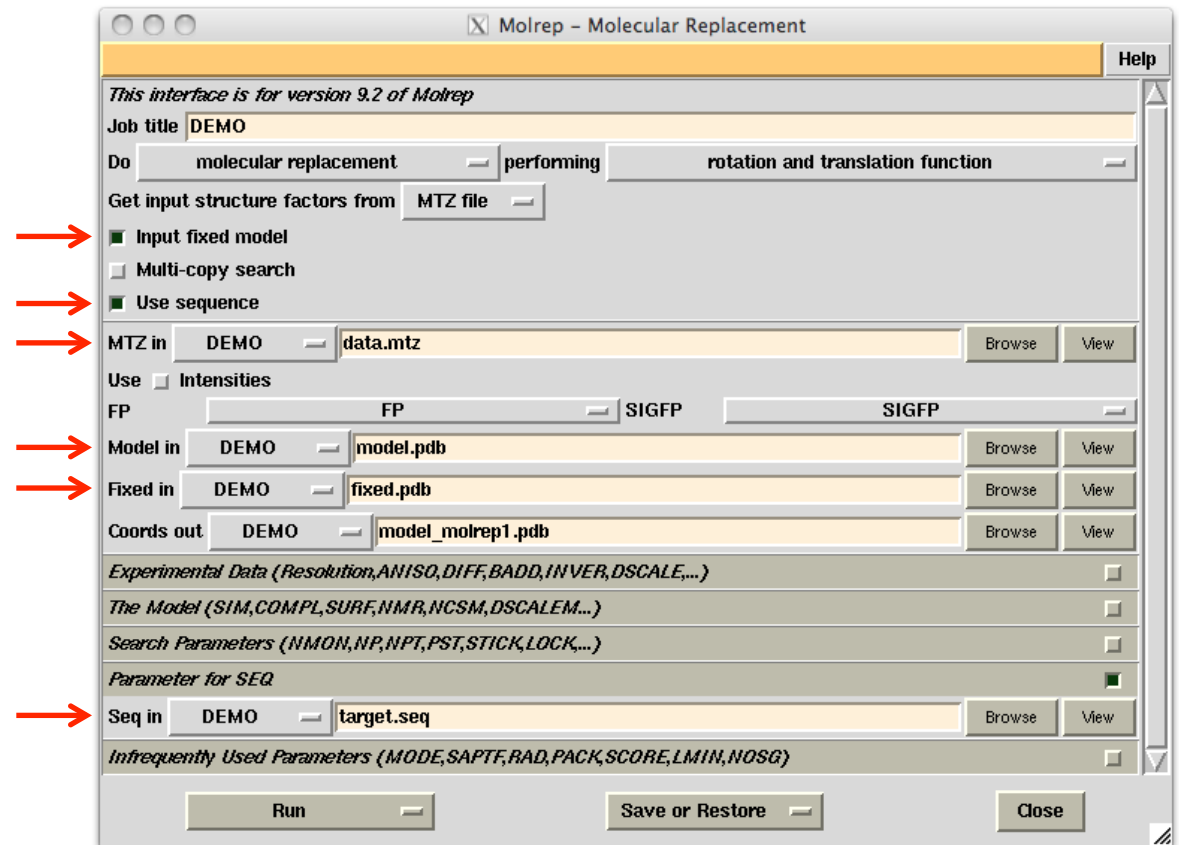 Molrep – Molecular Replacement
Help
This interface is for version 9.2 of Molrep
Job title DEMO
Do molecular replacement performing rotation and translation function
Get input structure factors from MTZ file
Input fixed model
Multi-copy search
Use sequence
MTZ in DEMO data.mtz Browse View
Use Intensities
FP FP SIGFP SIGFP
Model in DEMO model.pdb Browse View
Fixed in DEMO fixed.pdb Browse View
Coords out DEMO model_molrep1.pdb Browse View
Experimental Data (Resolution,ANISO,DIFF,BADD,INVER,DSCALE,...)
The Model (SIM,COMPL,SURF,NMR,NCSM,DSCALEM...)
Search Parameters (NMON,NP,NPT,PST,STICK,LOCK,...)
Parameter for SEQ
Seq in DEMO target.seq Browse View
Infrequently Used Parameters (MODE,SAPTF,RAD,PACK,SCORE,LMIN,NOSG)
Run Save or Restore Close